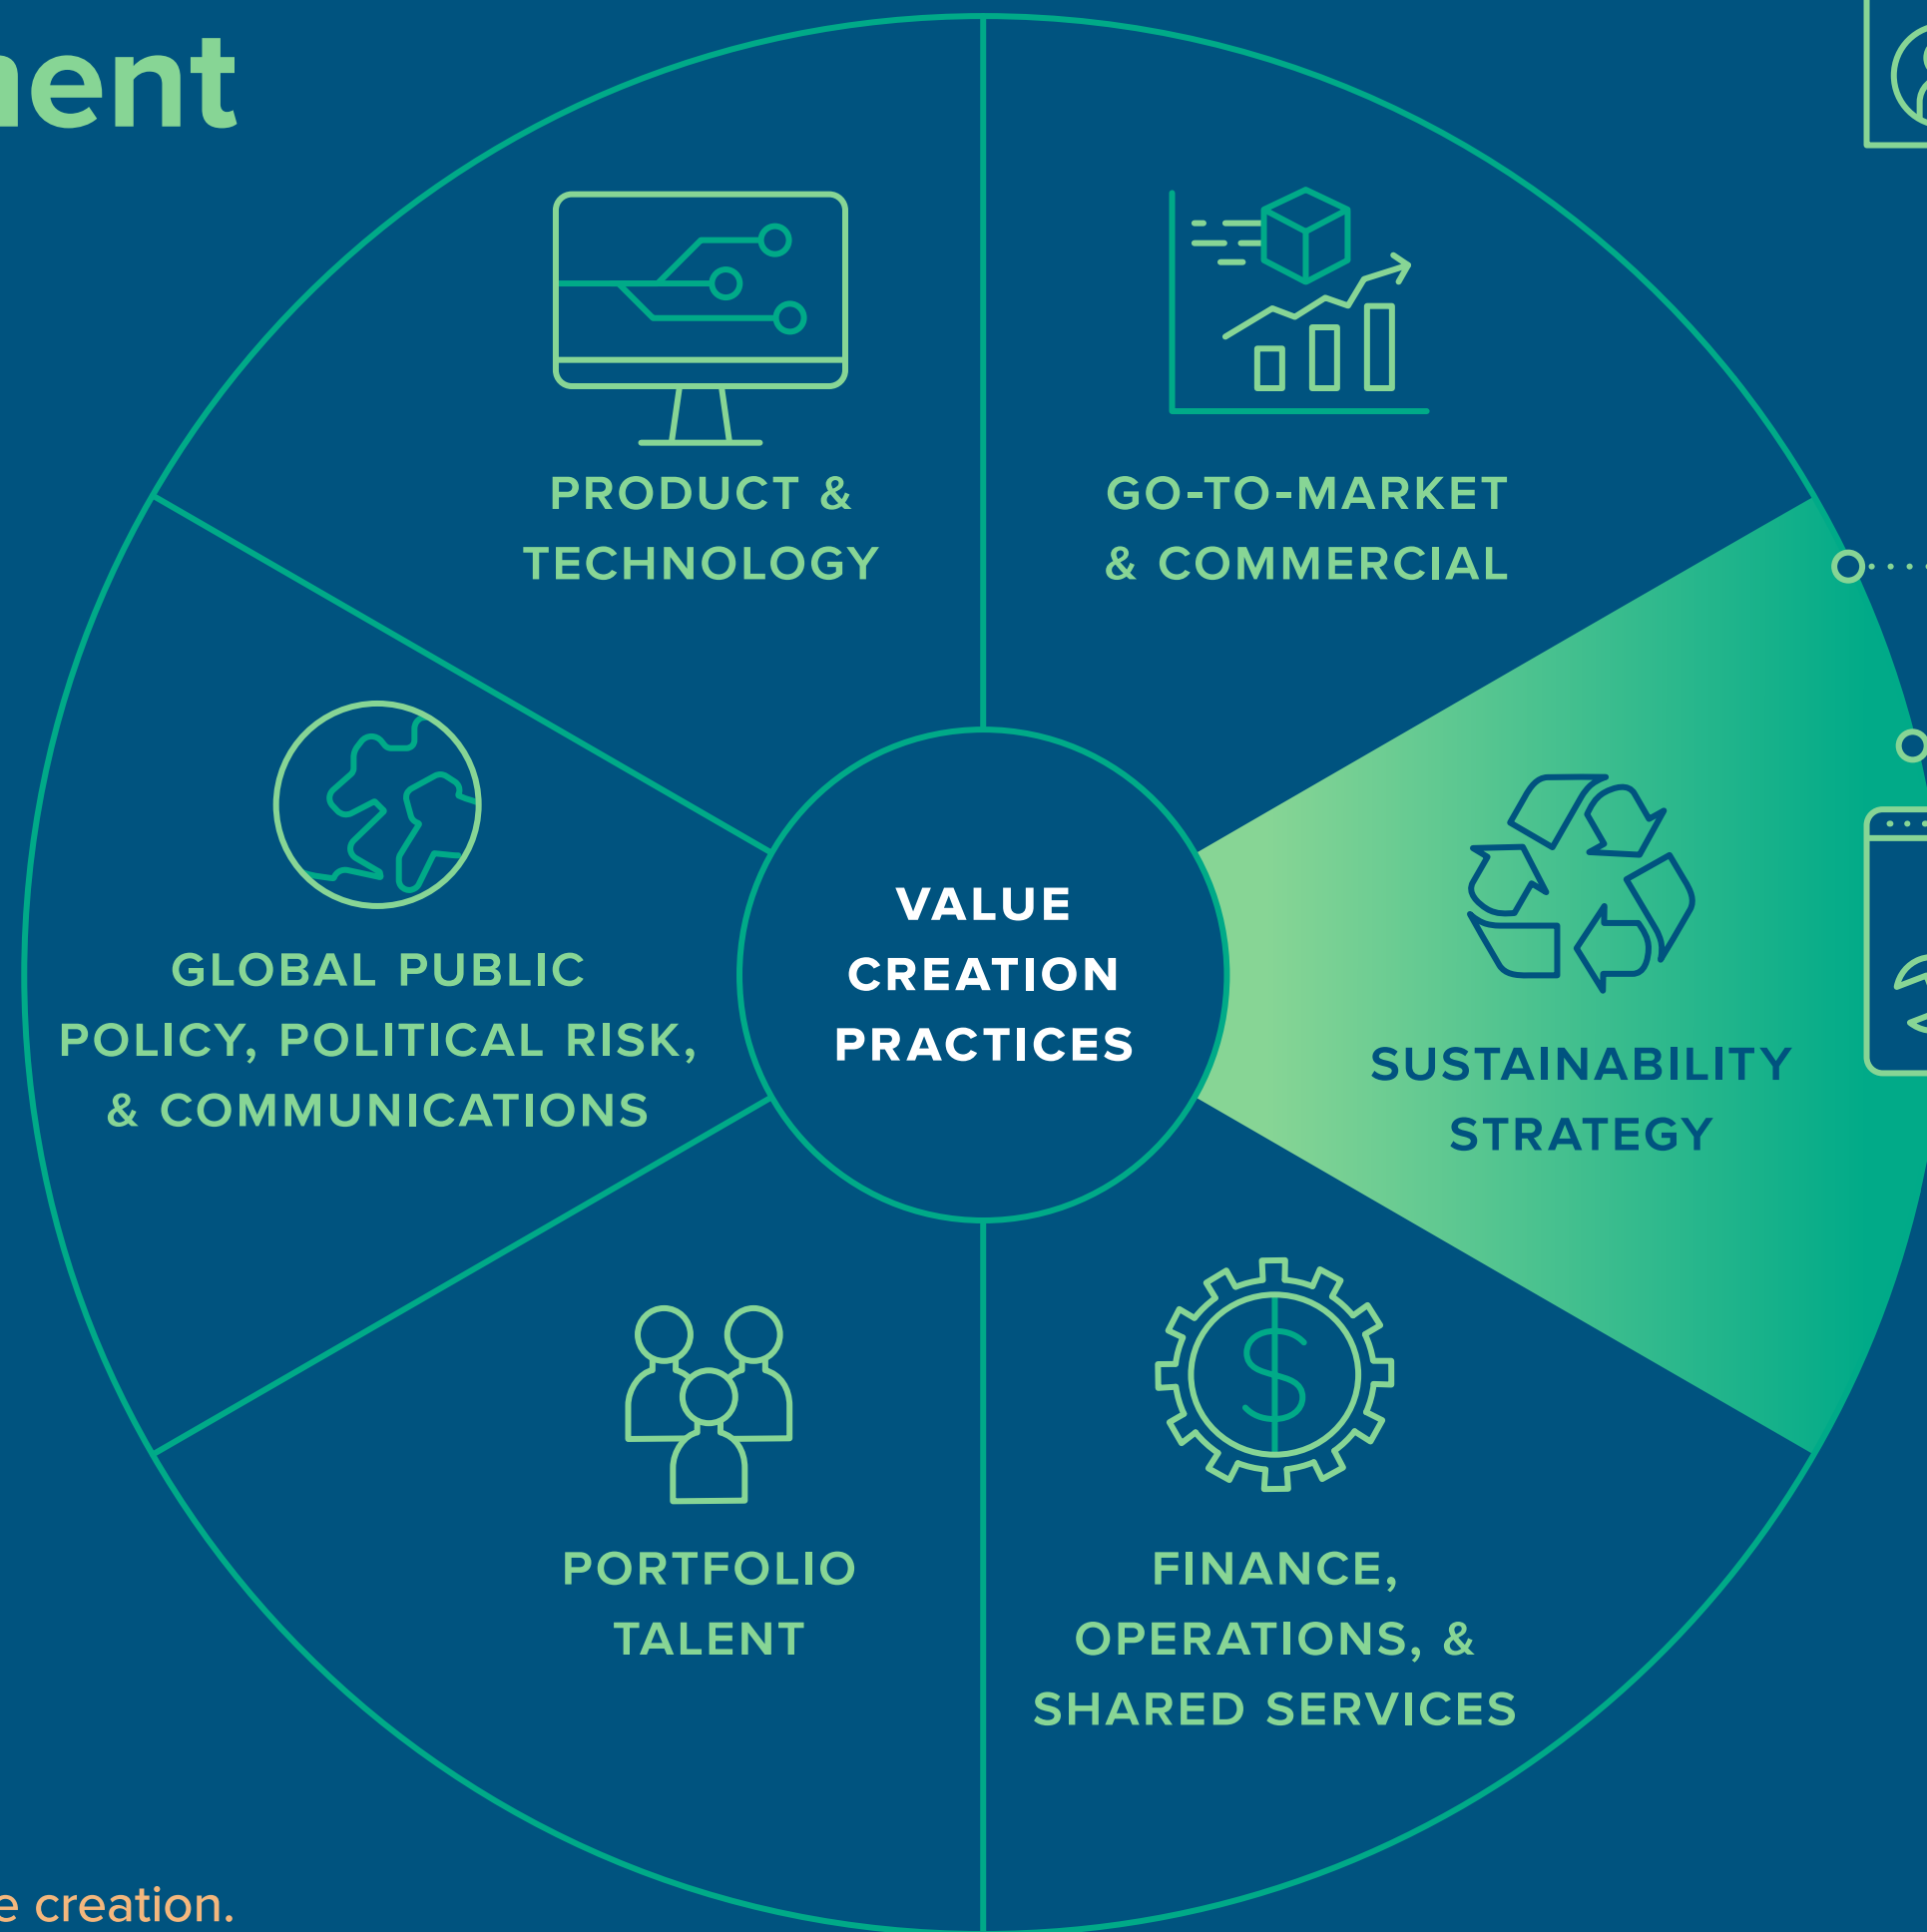 ent
PRODUCT &
TECHNOLOGY
GO-TO-MARKET
& COMMERCIAL
GLOBAL PUBLIC
POLICY, POLITICAL RISK,
& COMMUNICATIONS
VALUE
CREATION
PRACTICES
SUSTAINABILITY
STRATEGY
PORTFOLIO
TALENT
FINANCE,
OPERATIONS, &
SHARED SERVICES
e creation.